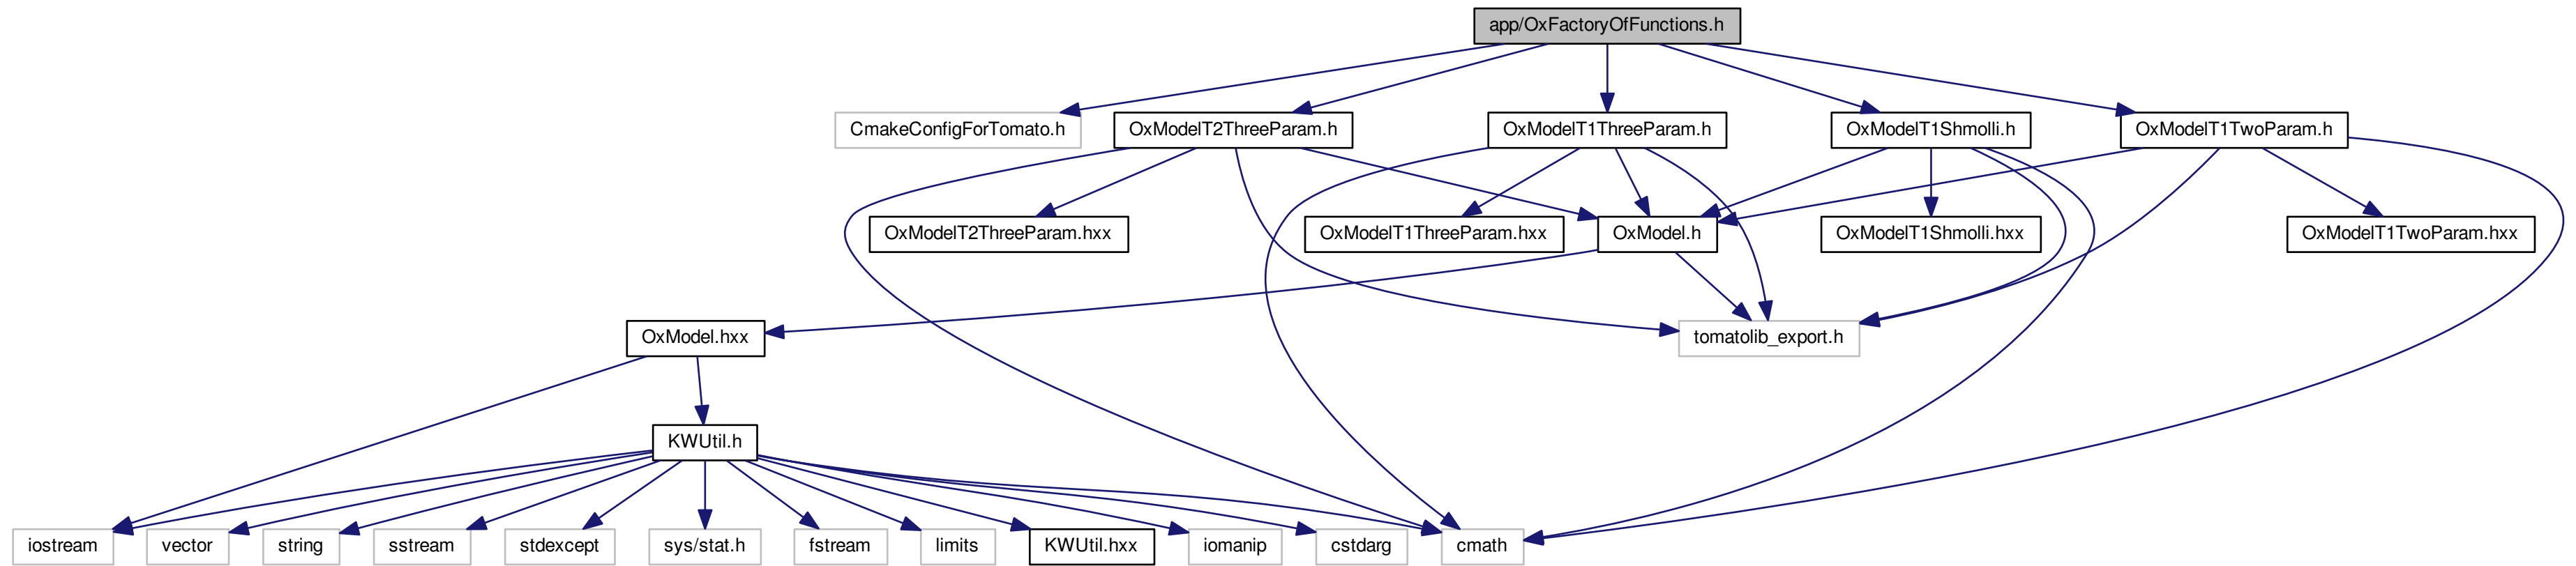 app/OxFactoryOfFunctions.h
CmakeConfigForTomato.h
OxModelT2ThreeParam.h
OxModelT1ThreeParam.h
OxModelT1Shmolli.h
OxModelT1TwoParam.h
OxModelT2ThreeParam.hxx
OxModelT1ThreeParam.hxx
OxModel.h
OxModelT1Shmolli.hxx
OxModelT1TwoParam.hxx
OxModel.hxx
tomatolib_export.h
KWUtil.h
iostream
vector
string
sstream
stdexcept
sys/stat.h
fstream
limits
KWUtil.hxx
iomanip
cstdarg
cmath